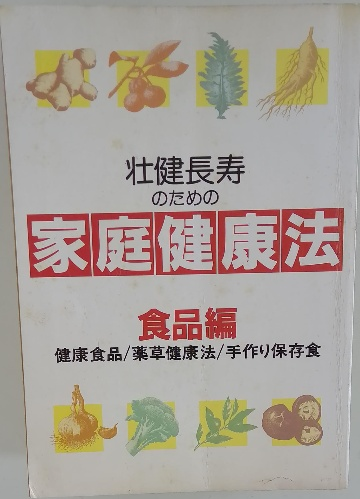 壮健長寿
のための
家庭健康法
食品編
健康食品/薬草健康法/手作り保存食